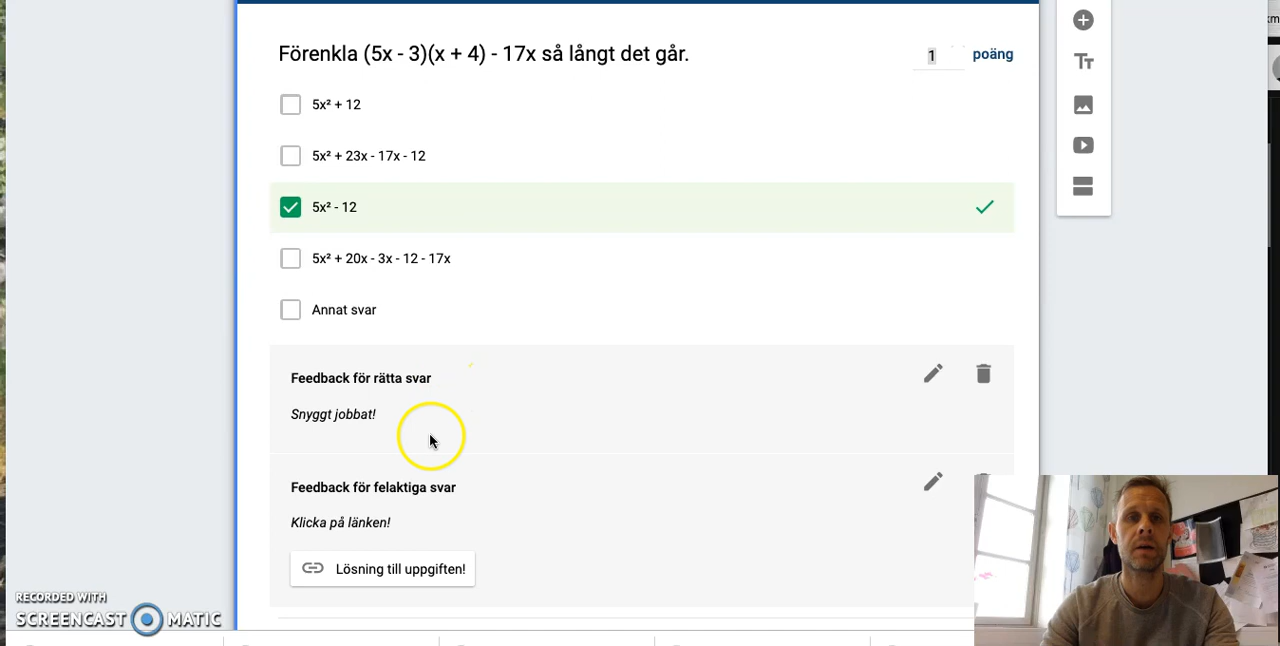 Förenkla (5x - 3)(x + 4) - 17x så långt det går.
1 poäng
5x² + 12
5x² + 23x - 17x - 12
5x² - 12
5x² + 20x - 3x - 12 - 17x
Annat svar
Feedback för rätta svar
Snyggt jobbat!
Feedback för felaktiga svar
Klicka på länken!
Lösning till uppgiften!
RECORDED WITH
SCREENCAST MATIC
Tт